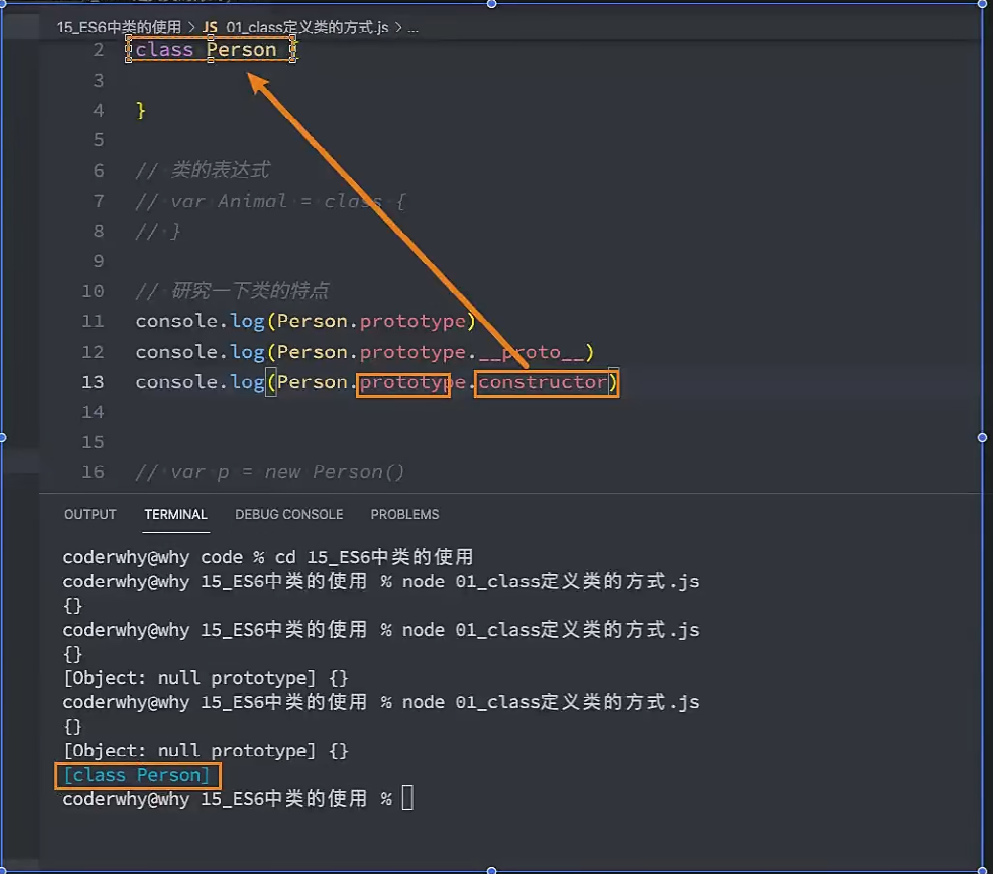 15_ES6中类的使用 > JS 01_class定义类的方式.js > ...
2 class Person {
3
4 }
5
6 // 类的表达式
7 // var Animal = class {
8 // }
9
10 // 研究一下类的特点
11 console.log(Person.prototype)
12 console.log(Person.prototype.__proto__)
13 console.log(Person.prototype.constructor)
14
15
16 // var p = new Person()
OUTPUT TERMINAL DEBUG CONSOLE PROBLEMS
coderwhy@why code % cd 15_ES6中类的使用
coderwhy@why 15_ES6中类的使用 % node 01_class定义类的方式.js
{}
coderwhy@why 15_ES6中类的使用 % node 01_class定义类的方式.js
{}
[Object: null prototype] {}
coderwhy@why 15_ES6中类的使用 % node 01_class定义类的方式.js
{}
[Object: null prototype] {}
[class Person]
coderwhy@why 15_ES6中类的使用 %